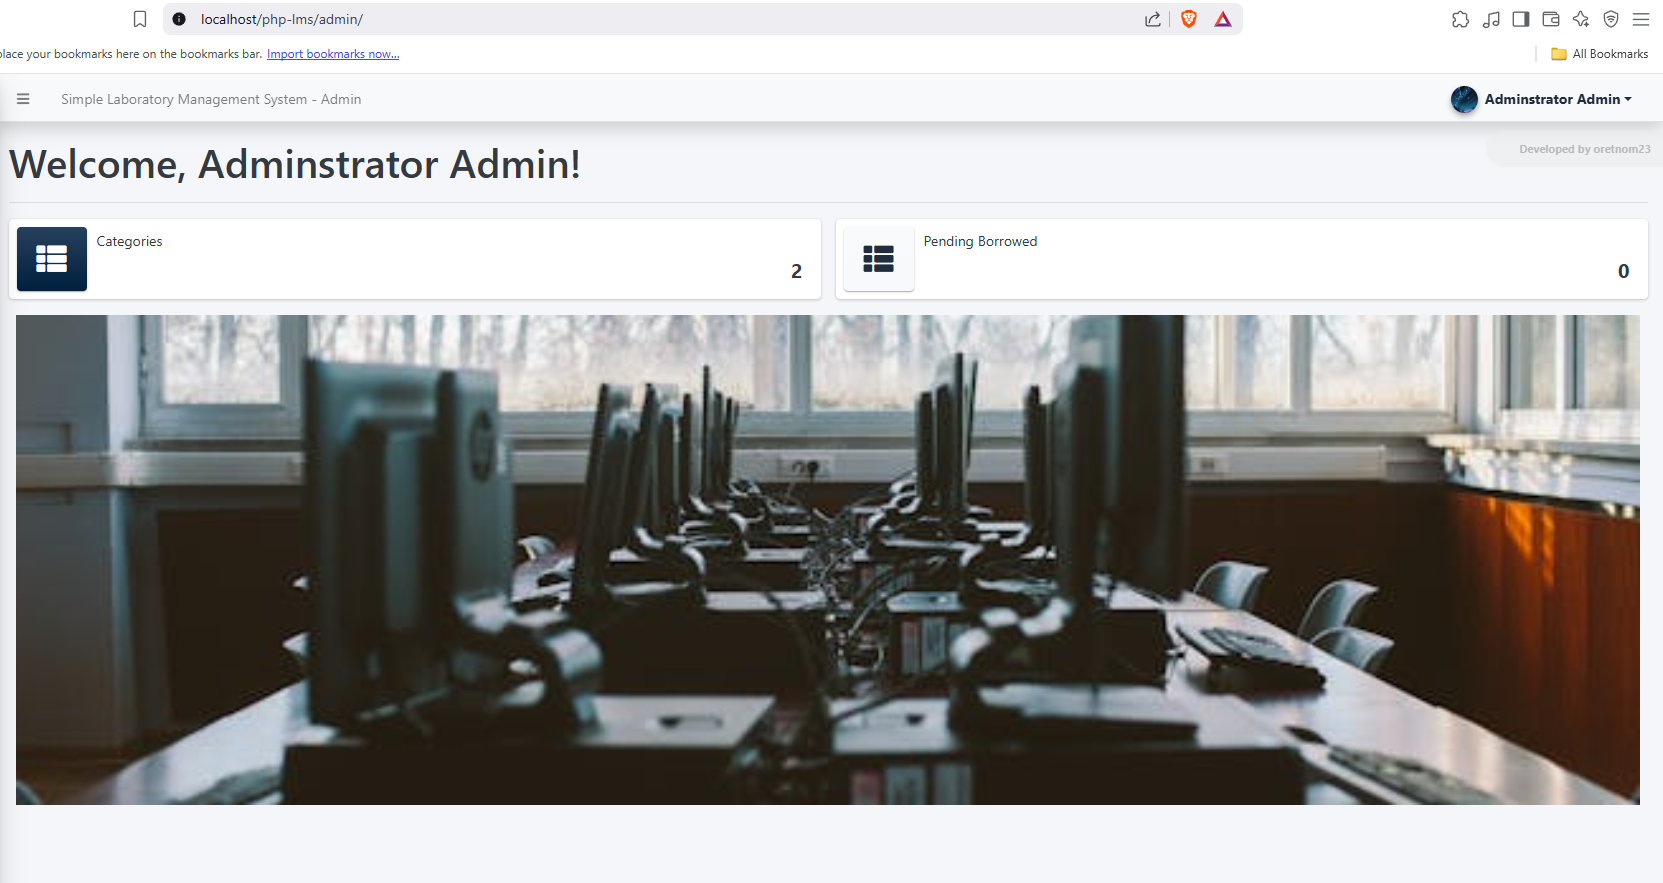 localhost/php-lms/admin/
place your bookmarks here on the bookmarks bar. Import bookmarks now...
All Bookmarks
Simple Laboratory Management System - Admin
Adminstrator Admin
Welcome, Adminstrator Admin!
Developed by oretnom23
Categories
2
Pending Borrowed
0